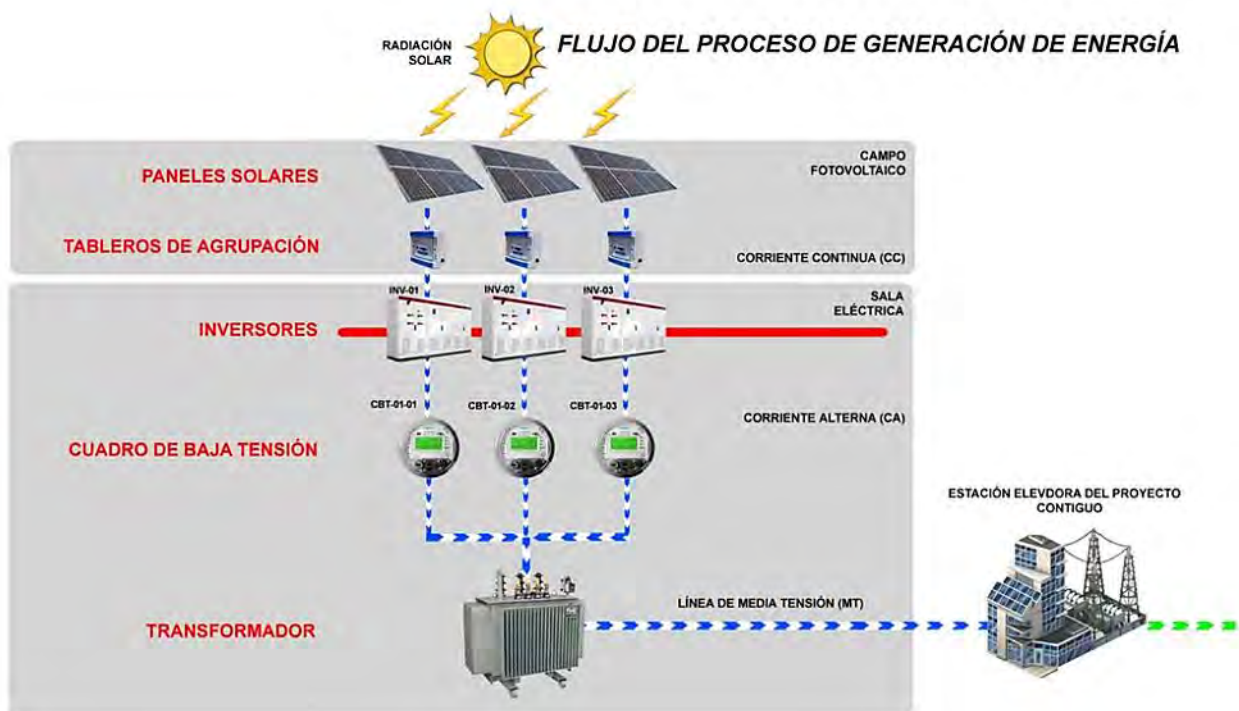 FLUJO DEL PROCESO DE GENERACIÓN DE ENERGÍA
RADIACIÓN
SOLAR
PANELES SOLARES
CAMPO
FOTOVOLTAICO
TABLEROS DE AGRUPACIÓN
CORRIENTE CONTINUA (CC)
INV-01
INV-02
INV-03
SALA
ELÉCTRICA
INVERSORES
CBT-01-01
CBT-01-02
CBT-01-03
CORRIENTE ALTERNA (CA)
CUADRO DE BAJA TENSIÓN
ESTACIÓN ELEVDORA DEL PROYECTO
CONTIGUO
LÍNEA DE MEDIA TENSIÓN (MT)
TRANSFORMADOR